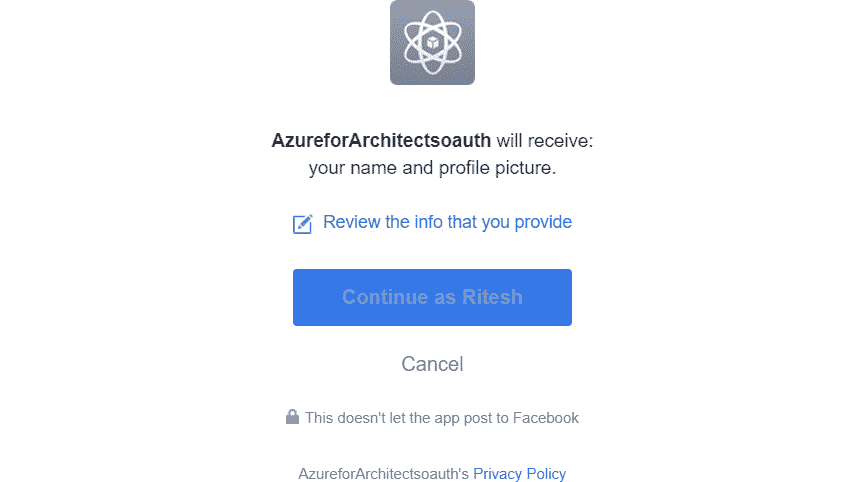 AzureforArchitectsoauth will receive:
your name and profile picture.
Review the info that you provide
Continue as Ritesh
Cancel
This doesn't let the app post to Facebook
AzureforArchitectsoauth's Privacy Policy